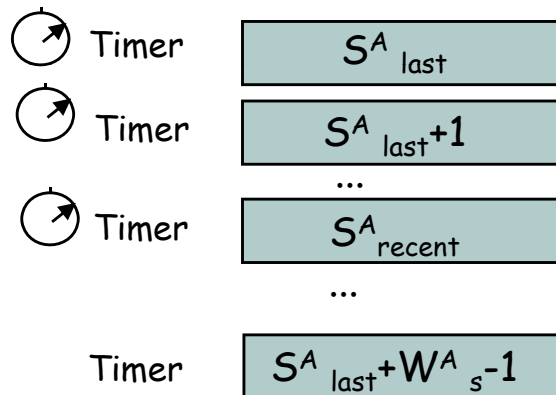 Timer S^A last
Timer S^A last+1
...
Timer S^A recent
...
Timer S^A last+W^A s-1